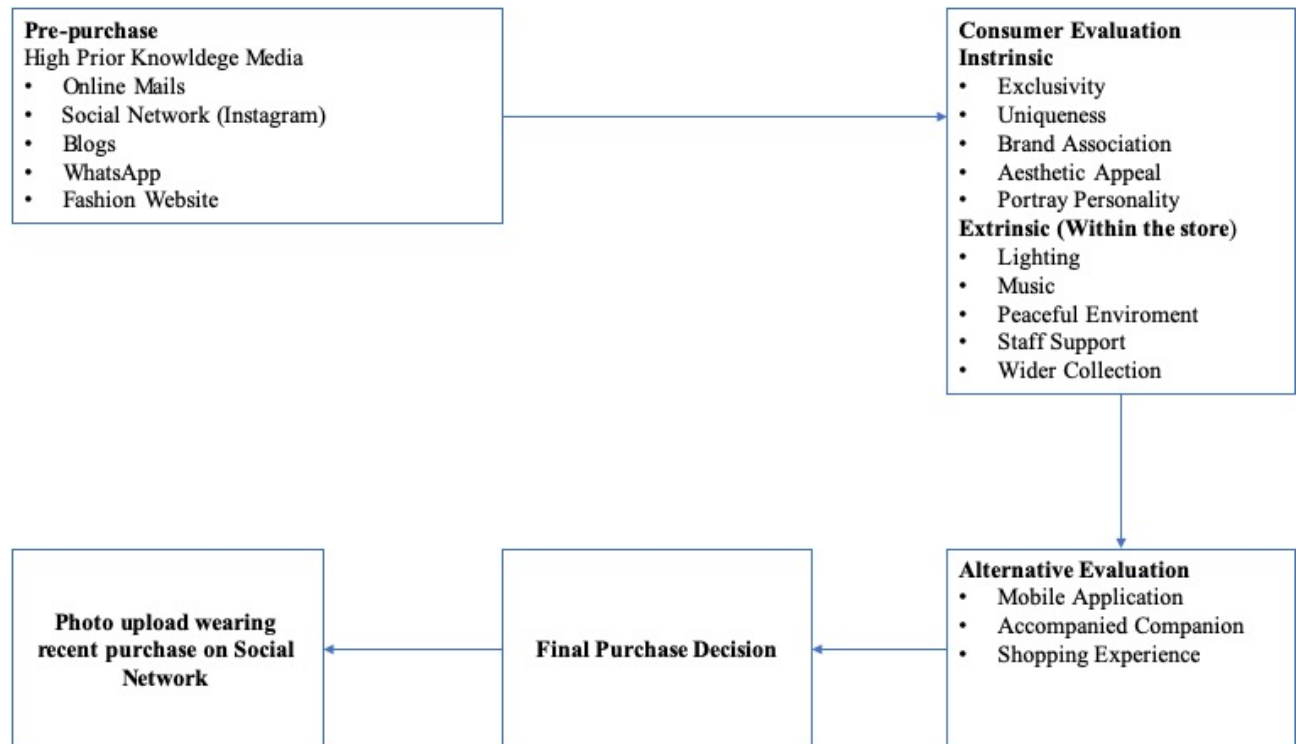 Pre-purchase
High Prior Knowldege Media
• Online Mails
• Social Network (Instagram)
• Blogs
• WhatsApp
• Fashion Website
Consumer Evaluation
Instrinsic
• Exclusivity
• Uniqueness
• Brand Association
• Aesthetic Appeal
• Portray Personality
Extrinsic (Within the store)
• Lighting
• Music
• Peaceful Enviroment
• Staff Support
• Wider Collection
Alternative Evaluation
• Mobile Application
• Accompanied Companion
• Shopping Experience
Final Purchase Decision
Photo upload wearing
recent purchase on Social
Network